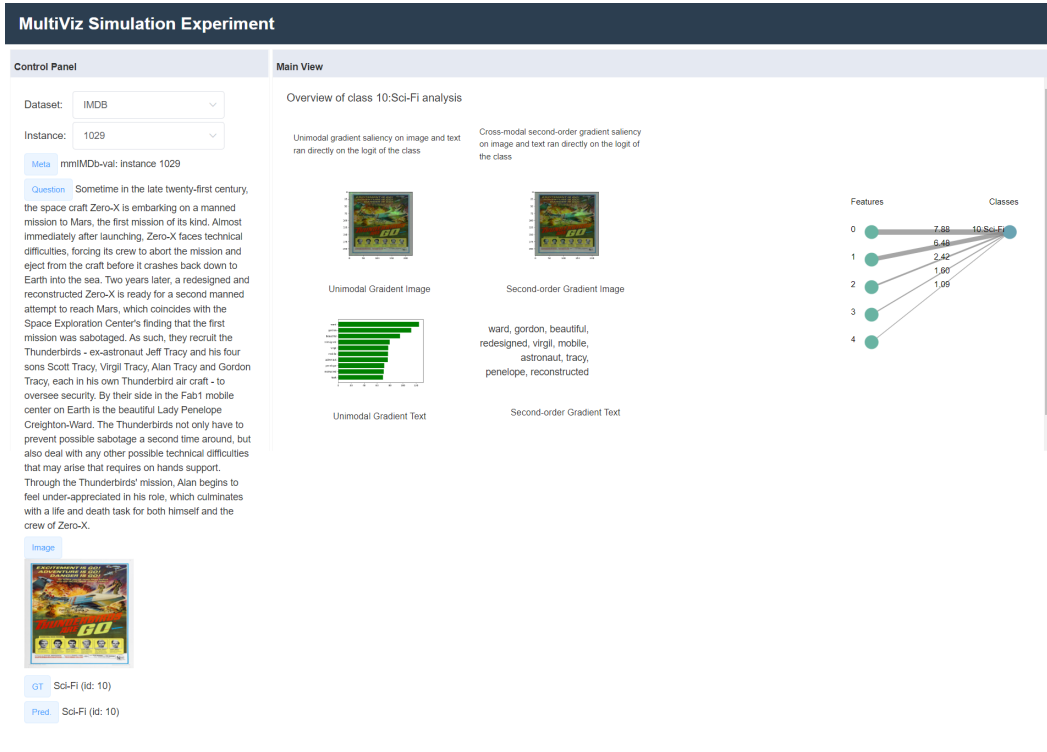 MultiViz Simulation Experiment
Control Panel
Main View
Dataset:
IMDB
Instance:
1029
Meta
mmIMDb-val: instance 1029
Question
Sometime in the late twenty-first century,
the space craft Zero-X is embarking on a manned
mission to Mars, the first mission of its kind. Almost
immediately after launching, Zero-X faces technical
difficulties, forcing its crew to abort the mission and
eject from the craft before it crashes back down to
Earth into the sea. Two years later, a redesigned and
reconstructed Zero-X is ready for a second manned
attempt to reach Mars, which coincides with the
Space Exploration Center's finding that the first
mission was sabotaged. As such, they recruit the
Thunderbirds - ex-astronaut Jeff Tracy and his four
sons Scott Tracy, Virgil Tracy, Alan Tracy and Gordon
Tracy, each in his own Thunderbird air craft - to
oversee security. By their side in the Fab1 mobile
center on Earth is the beautiful Lady Penelope
Creighton-Ward. The Thunderbirds not only have to
prevent possible sabotage a second time around, but
also deal with any other possible technical difficulties
that may arise that requires on hands support.
Through the Thunderbirds' mission, Alan begins to
feel under-appreciated in his role, which culminates
with a life and death task for both himself and the
crew of Zero-X.
Image
EXCITEMENT IS GO!
ADVENTURE IS GO!
DANGER IS GO!
GO
GT
Sci-Fi (id: 10)
Pred.
Sci-Fi (id: 10)
Overview of class 10:Sci-Fi analysis
Unimodal gradient saliency on image and text
ran directly on the logit of the class
Cross-modal second-order gradient saliency
on image and text ran directly on the logit of
the class
GO
GO
Unimodal Graident Image
Second-order Gradient Image
ward, gordon, beautiful,
redesigned, virgil, mobile,
astronaut, tracy,
penelope, reconstructed
Unimodal Gradient Text
Second-order Gradient Text
Features
Classes
0
7.88
10 Sci-Fi
6.48
1
2.42
1.60
2
1.09
3
4